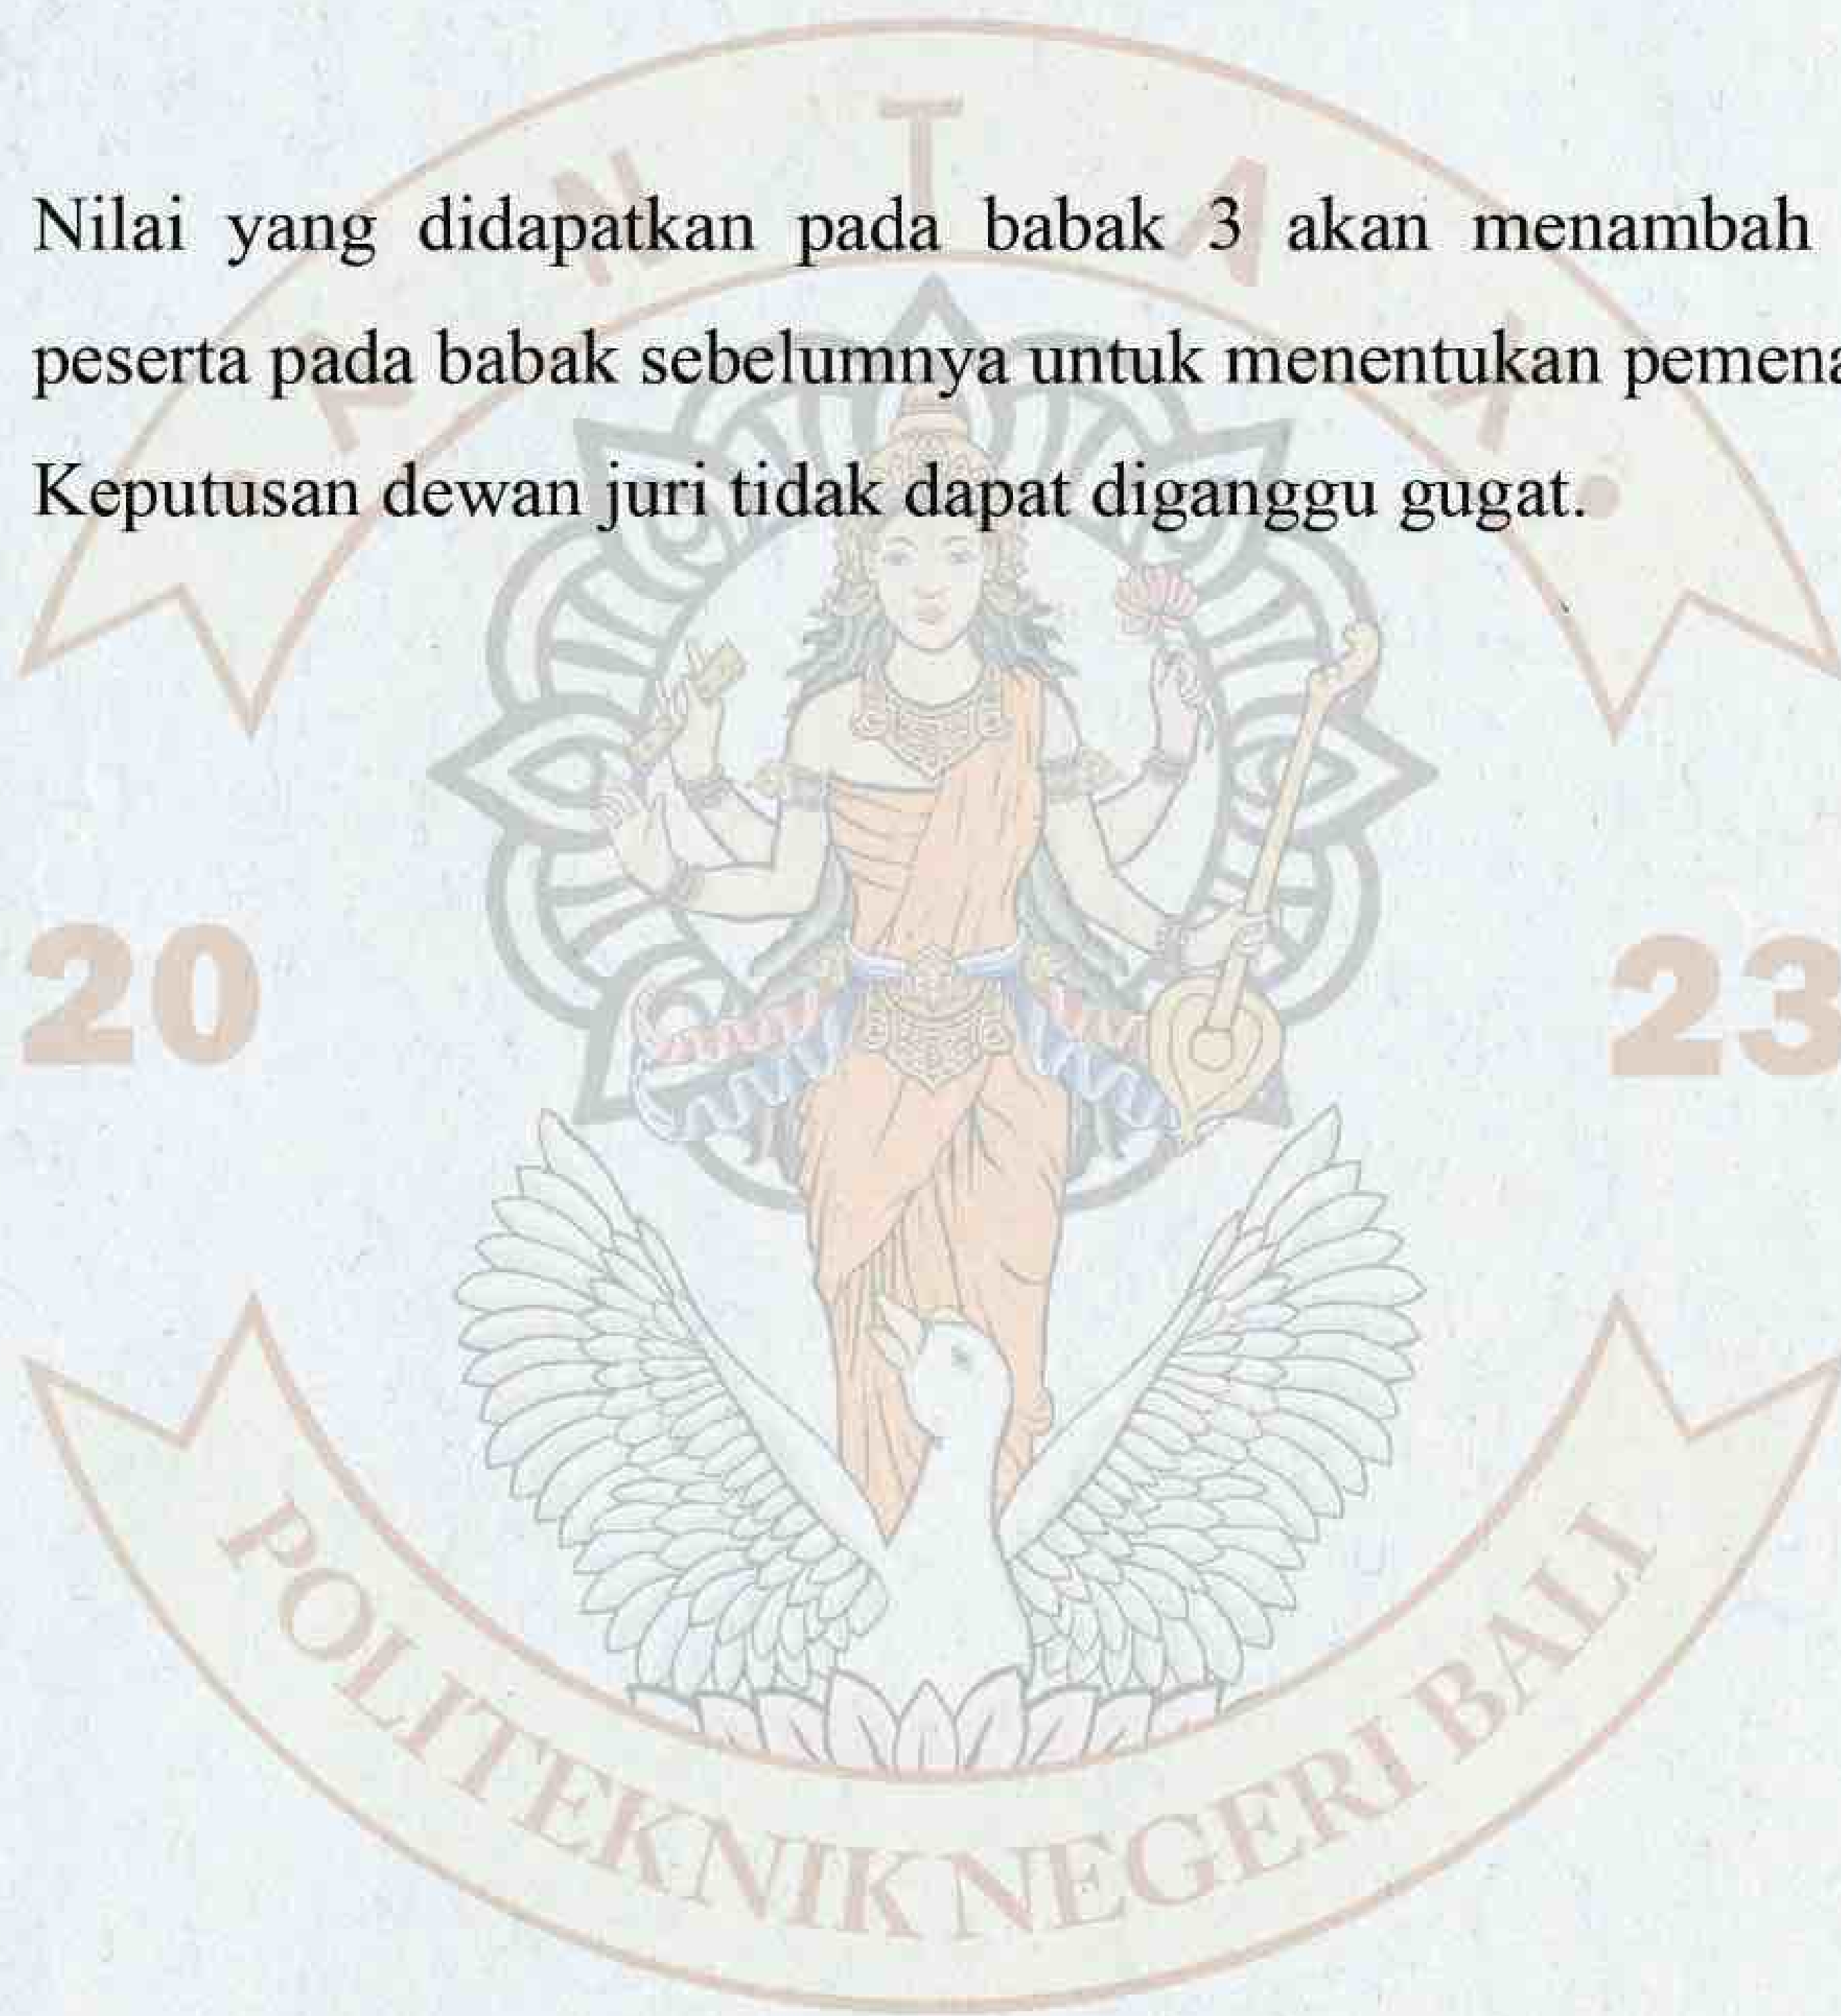 Nilai yang didapatkan pada babak 3 akan menambah
peserta pada babak sebelumnya untuk menentukan
Keputusan dewan juri tidak dapat diganggu gugat.
20 23
POLITEKNIK NEGERI BALI